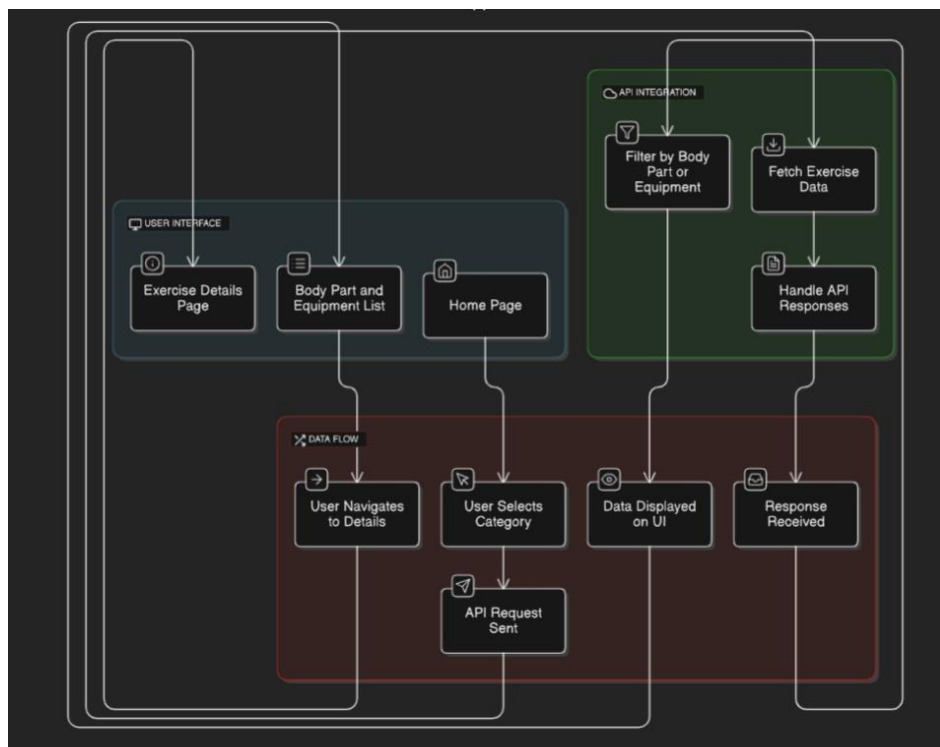 API INTEGRATION
Filter by Body
Part or
Equipment
Fetch Exercise
Data
USER INTERFACE
Exercise Details
Page
Body Part and
Equipment List
Home Page
Handle API
Responses
DATA FLOW
User Navigates
to Details
User Selects
Category
Data Displayed
on UI
Response
Received
API Request
Sent